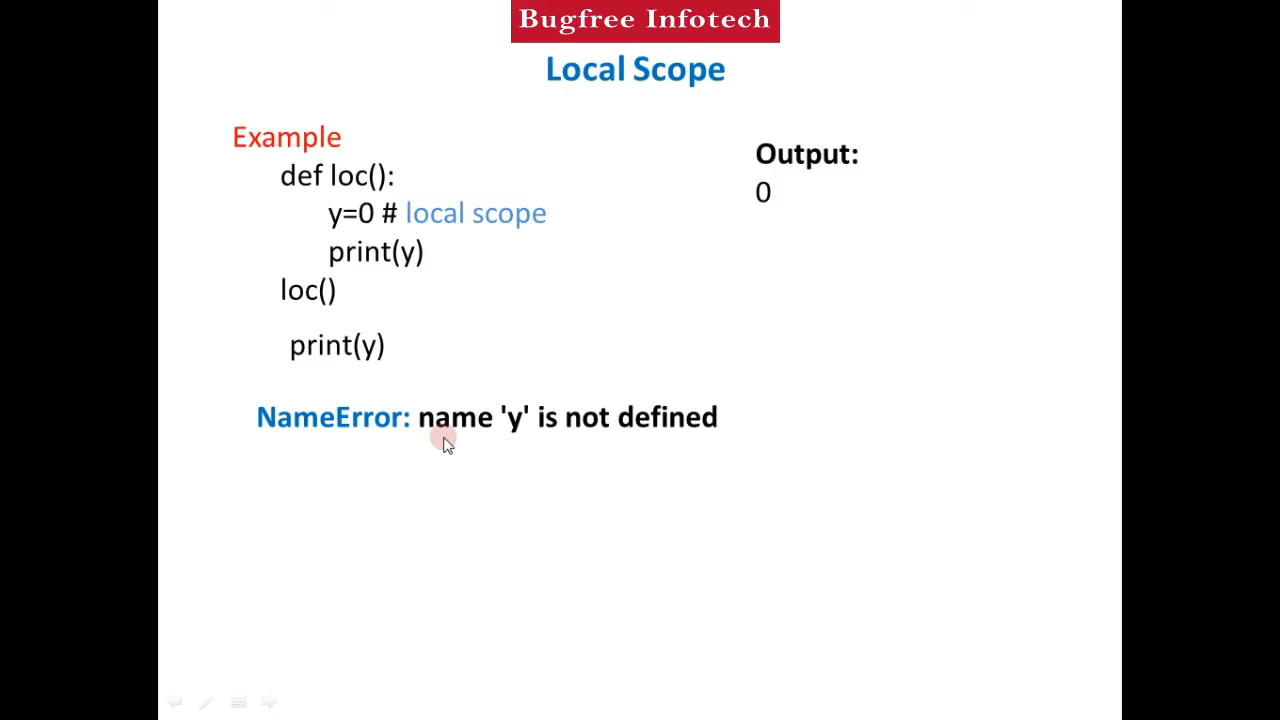 Bugfree Infotech
Local Scope
Example
def loc():
y=0 # local scope
print(y)
loc()
print(y)
NameError: name 'y' is not defined
Output:
0